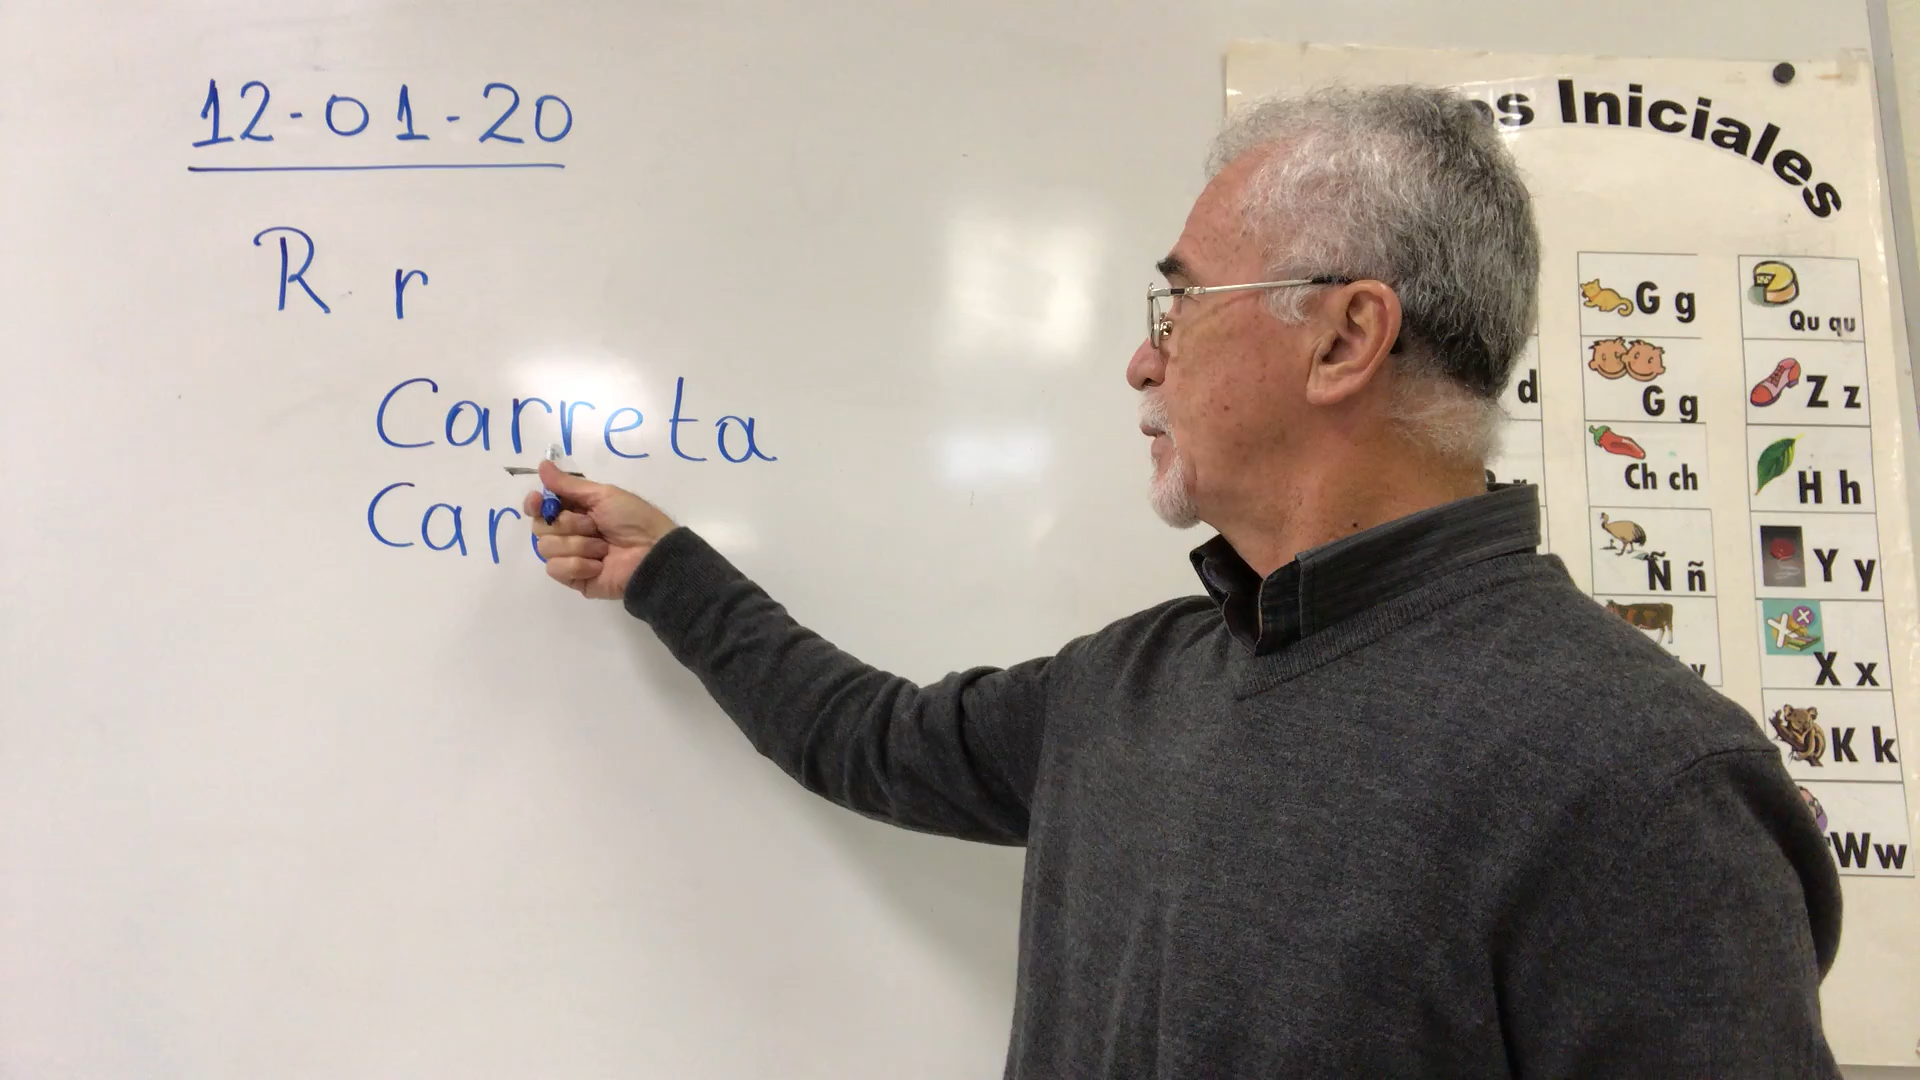 12-01-20
R r
Carreta
Iniciales
G g
Qu qu
G g
Z z
Ch ch
H h
Ñ ñ
Y y
X x
K k
Ww